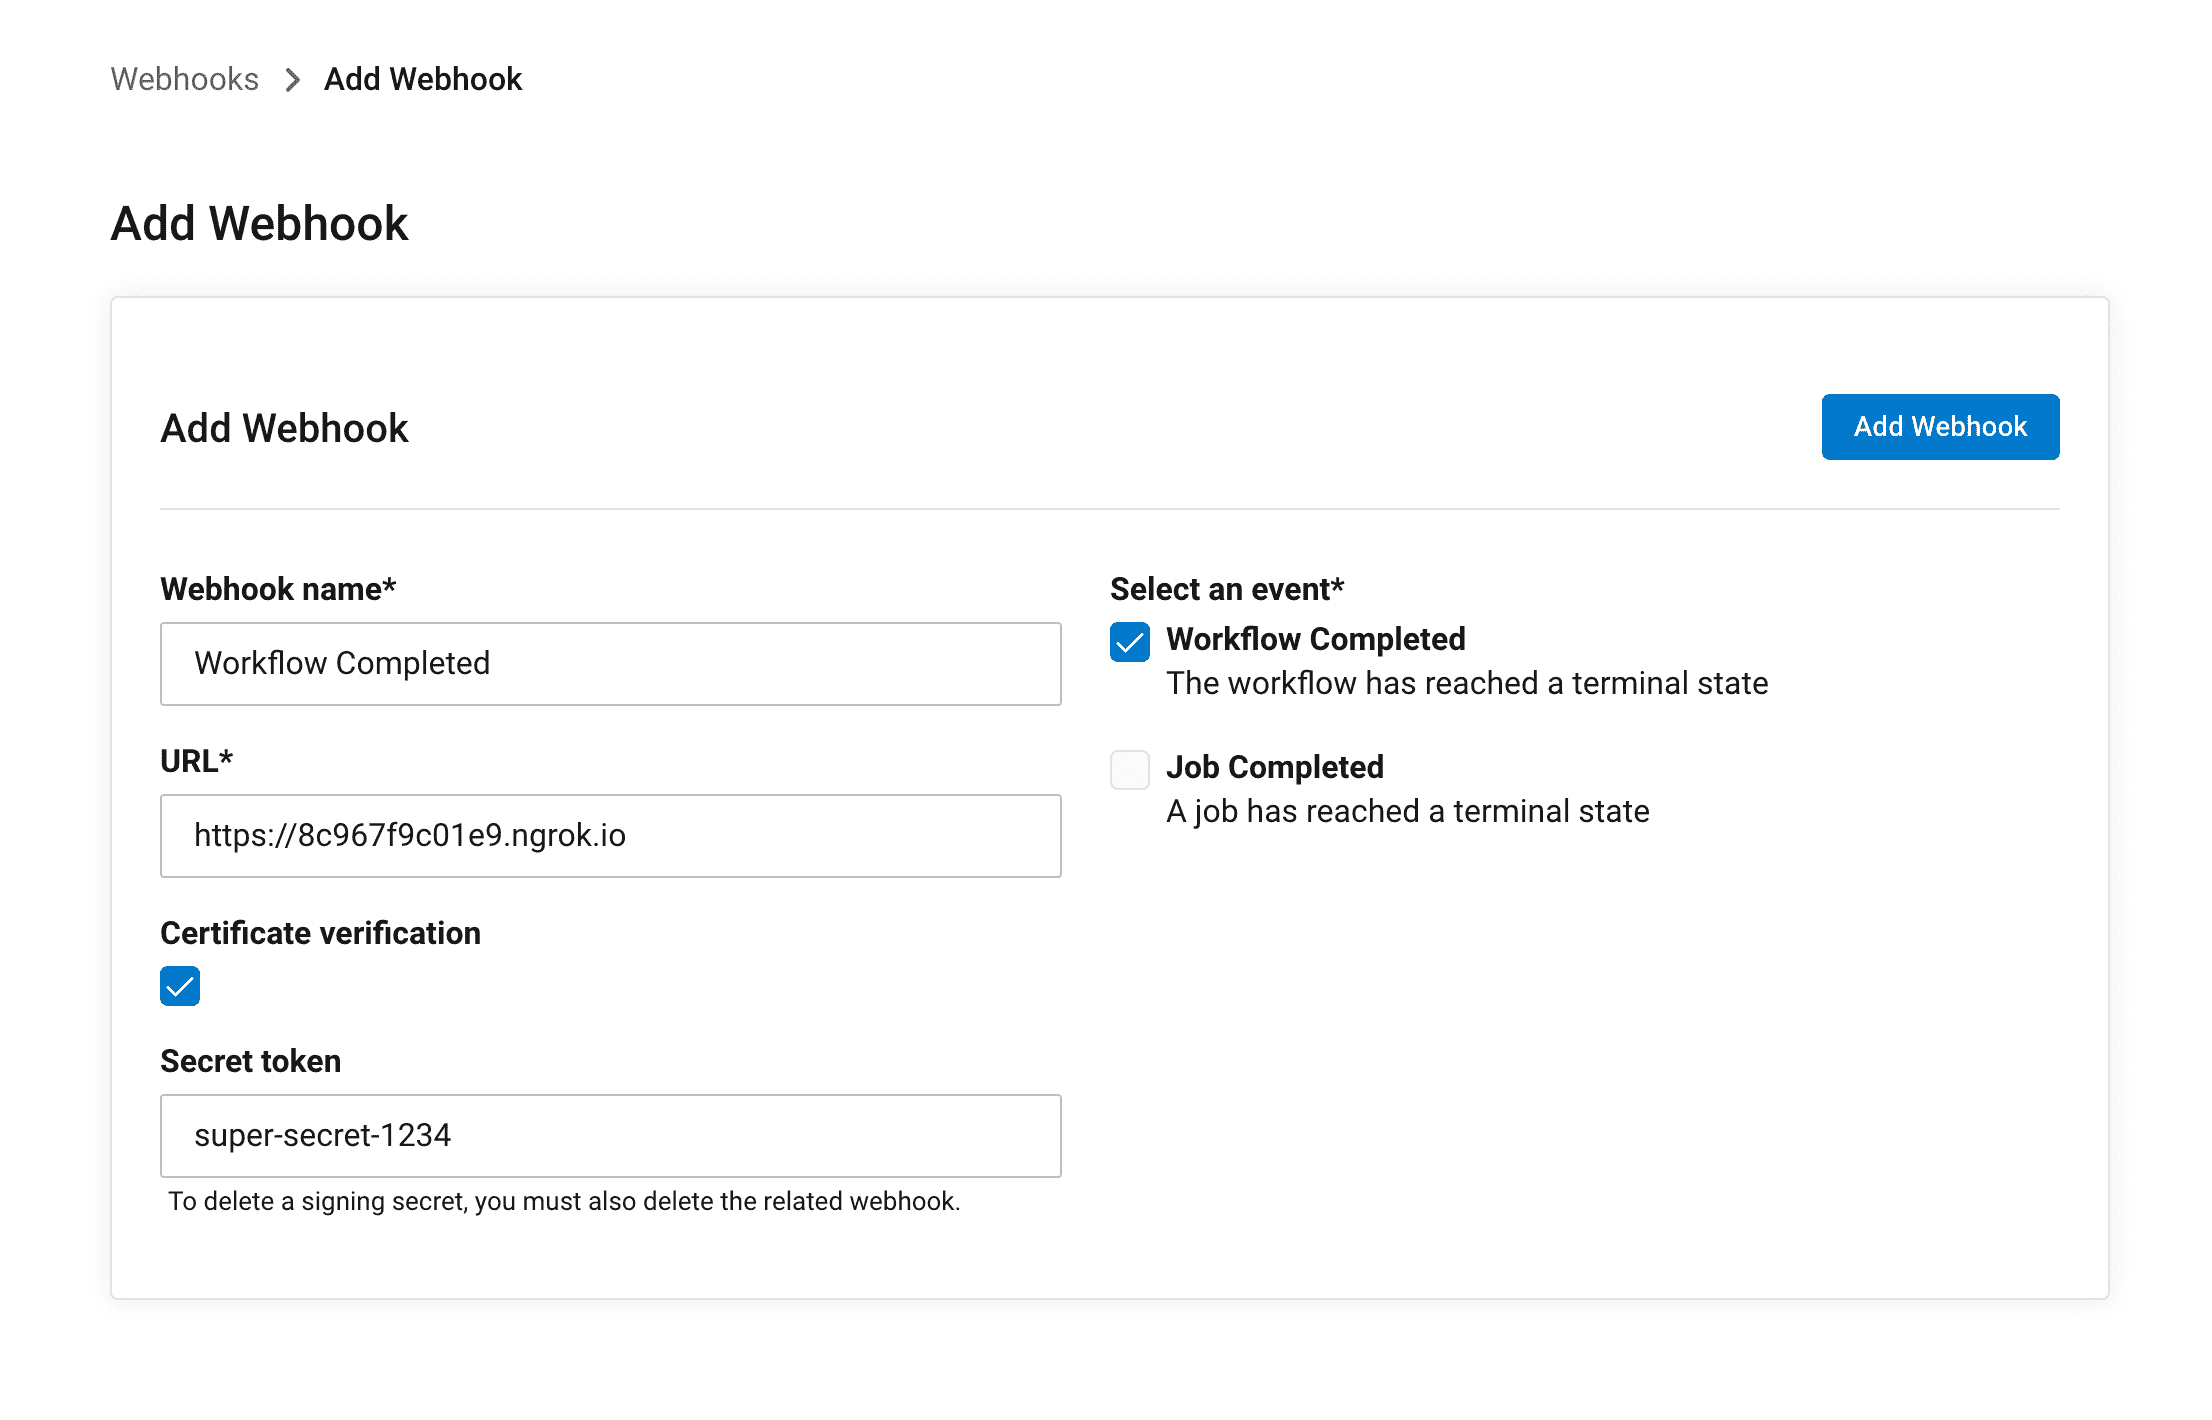 Webhooks > Add Webhook
Add Webhook
Add Webhook
Add Webhook
Webhook name*
Workflow Completed
URL*
https://8c967f9c01e9.ngrok.io
Certificate verification
Secret token
super-secret-1234
To delete a signing secret, you must also delete the related webhook.
Select an event*
Workflow Completed
The workflow has reached a terminal state
Job Completed
A job has reached a terminal state